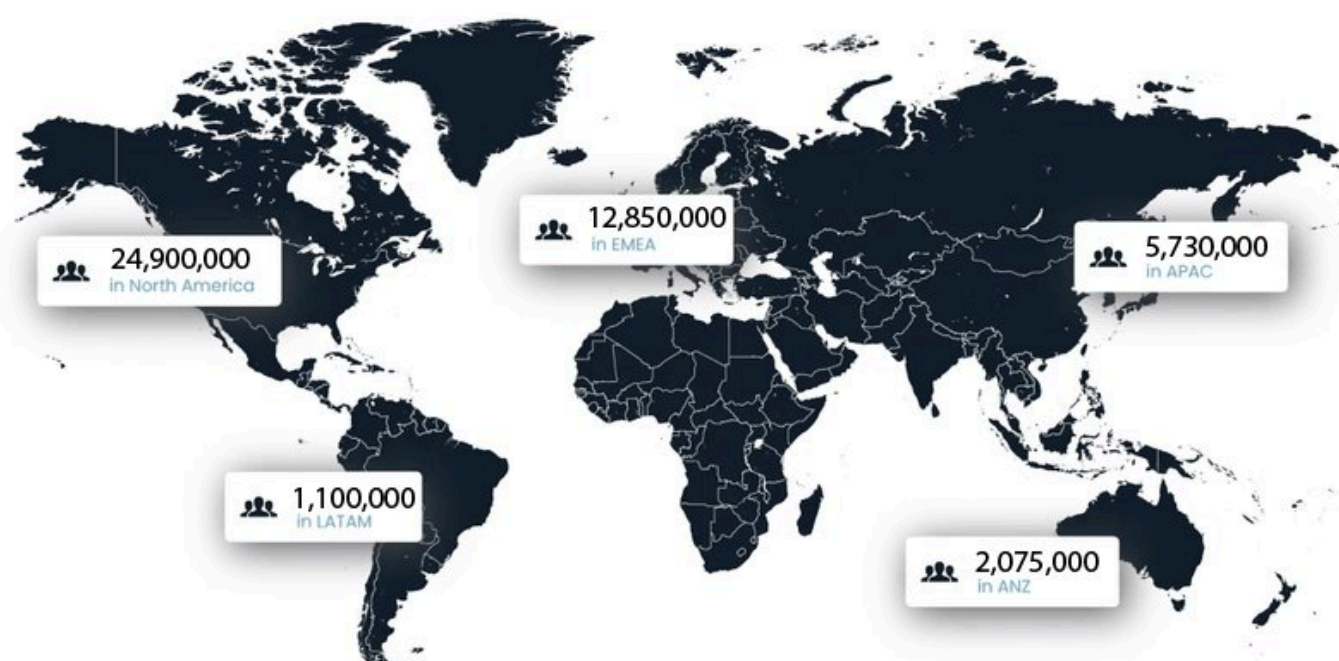 12,850,000
in EMEA
24,900,000
in North America
5,730,000
in APAC
1,100,000
in LATAM
2,075,000
in ANZ